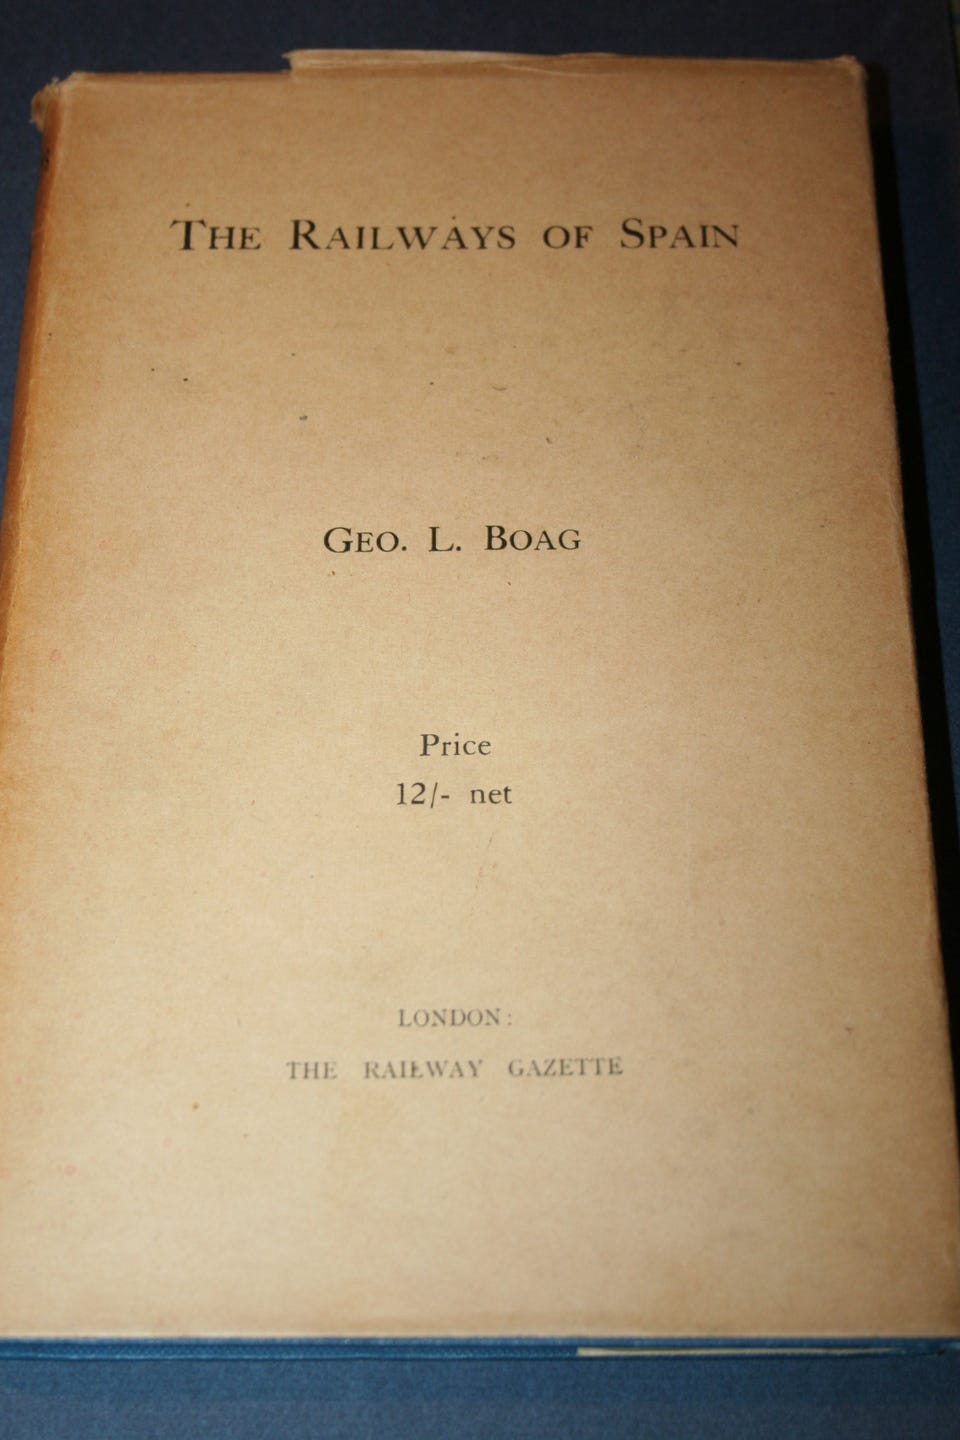 THE RAILWAYS OF SPAIN
GEO. L. BOAG
Price
12/- net
LONDON:
THE RAILWAY GAZETTE